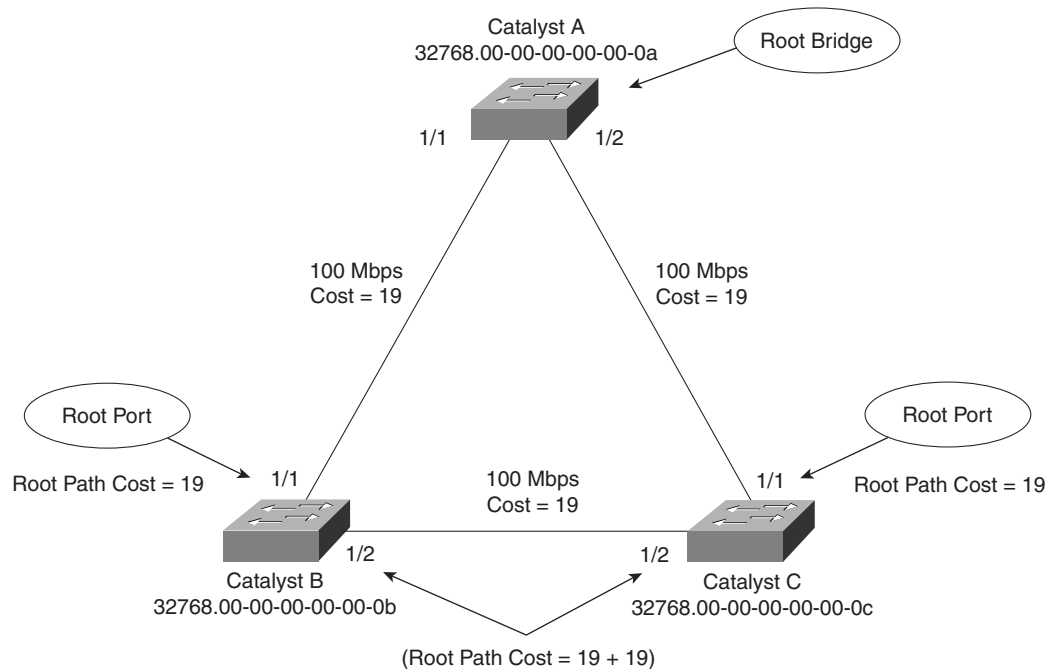 Catalyst A
32768.00-00-00-00-00-0a
Root Bridge
1/1
1/2
100 Mbps
Cost = 19
100 Mbps
Cost = 19
Root Port
Root Port
Root Path Cost = 19
1/1
100 Mbps
Cost = 19
1/1
Root Path Cost = 19
1/2
1/2
Catalyst B
32768.00-00-00-00-00-0b
Catalyst C
32768.00-00-00-00-00-0c
(Root Path Cost = 19 + 19)